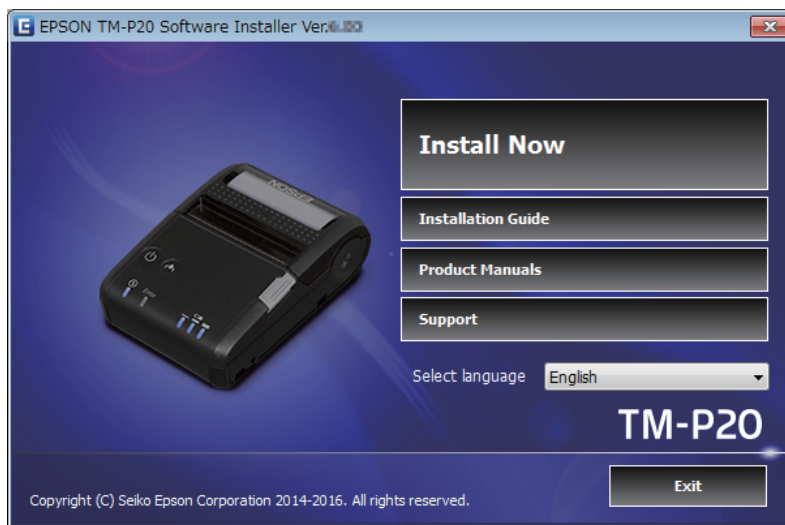 EPSON TM-P20 Software Installer Ver.
EPSON
Install Now
Installation Guide
Product Manuals
Support
Select language English
TM-P20
Exit
Copyright (C) Seiko Epson Corporation 2014-2016. All rights reserved.